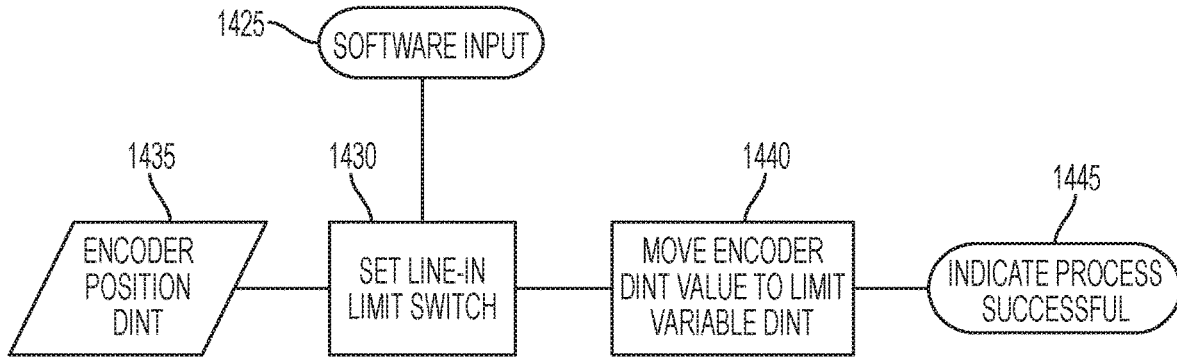 1425
SOFTWARE INPUT
1435
1430
1440
1445
ENCODER
POSITION
DINT
SET LINE-IN
LIMIT SWITCH
MOVE ENCODER
DINT VALUE TO LIMIT
VARIABLE DINT
INDICATE PROCESS
SUCCESSFUL